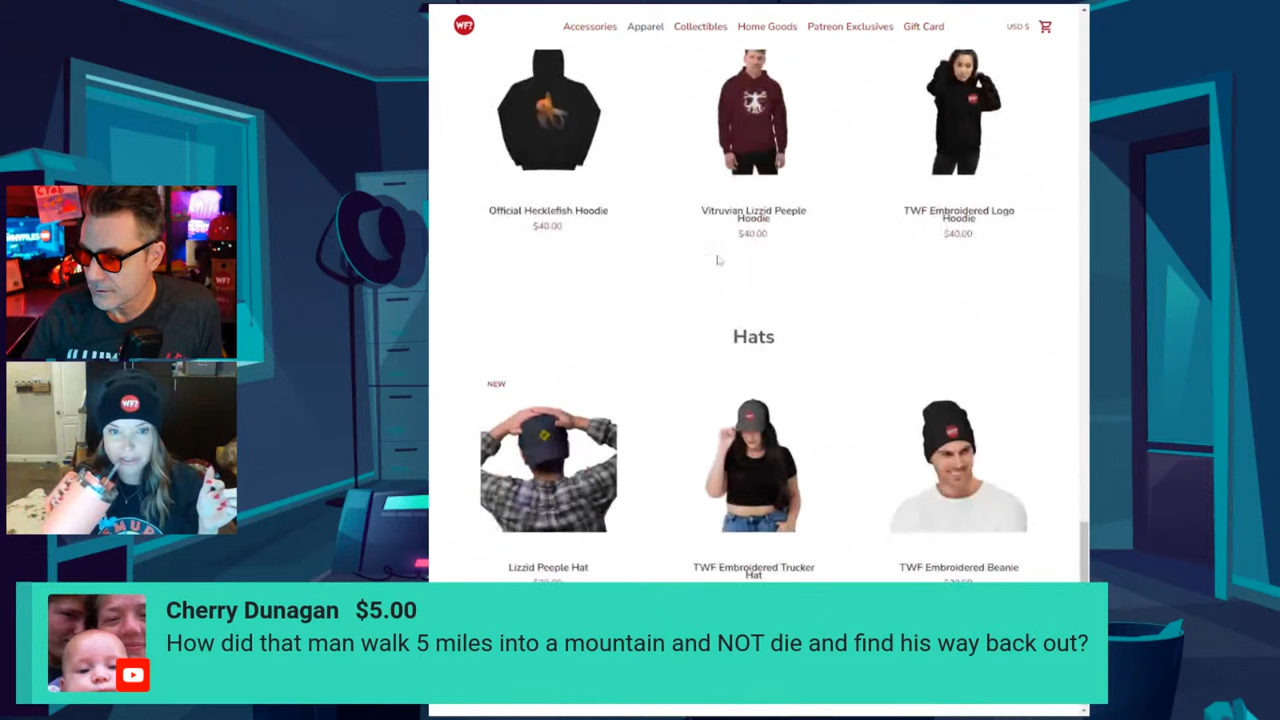 WF?
Accessories Apparel Collectibles Home Goods Patreon Exclusives Gift Card USD $
Official Hecklefish Hoodie
$40.00
Vitruvian Lizzid Peeple
Hoodie
$40.00
TWF Embroidered Logo
Hoodie
$40.00
Hats
NEW
Lizzid Peeple Hat
TWF Embroidered Trucker
Hat
TWF Embroidered Beanie
WF?
WF?
Cherry Dunagan $5.00
How did that man walk 5 miles into a mountain and NOT die and find his way back out?